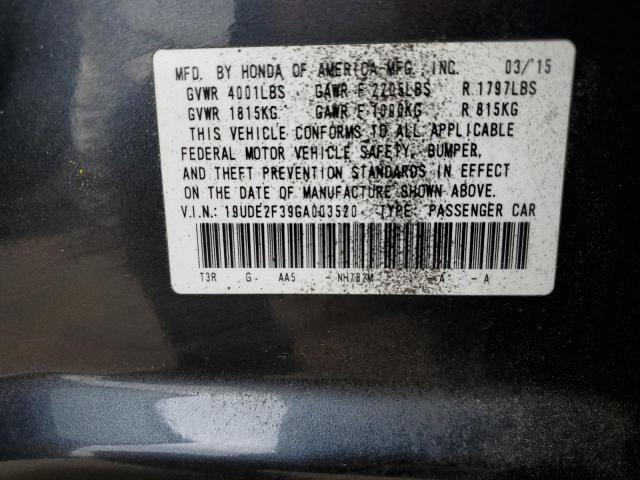 MFD. BY HONDA OF AMERICA MFG., INC. 03/'15
GVWR 4001LBS GAWR F 2205LBS R 1797LBS
GVWR 1815KG GAWR F 1000KG R 815KG
THIS VEHICLE CONFORMS TO ALL APPLICABLE
FEDERAL MOTOR VEHICLE SAFETY, BUMPER,
AND THEFT PREVENTION STANDARDS IN EFFECT
ON THE DATE OF MANUFACTURE SHOWN ABOVE.
V.I.N.: 19UDE2F39GA003520 TYPE: PASSENGER CAR
T3R G AA5 - NH787M A - A